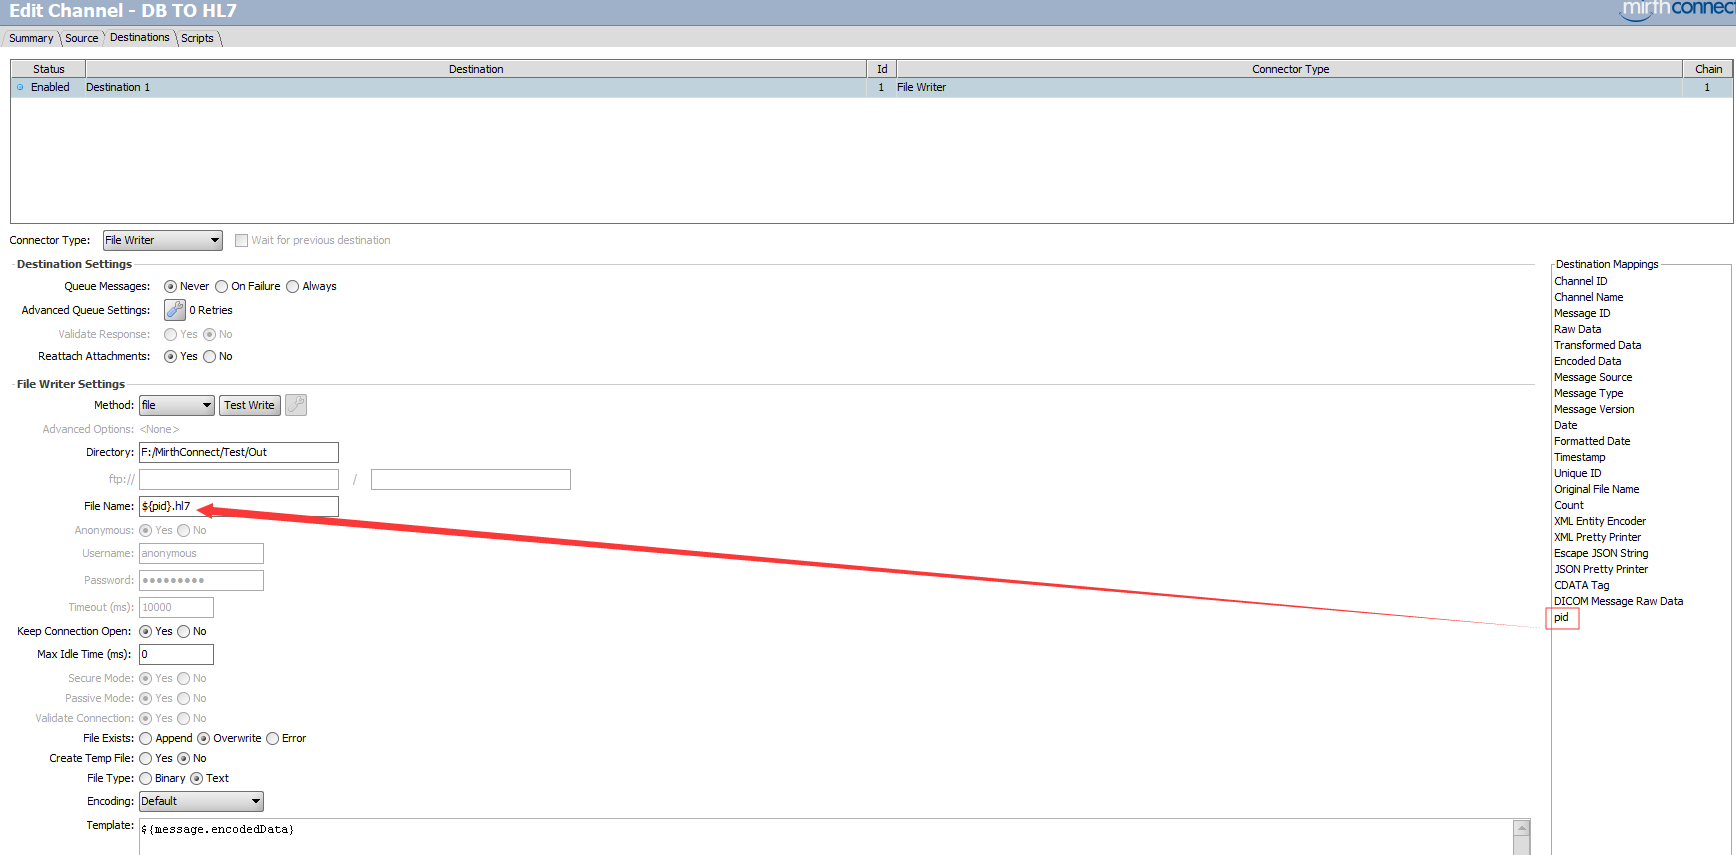 Edit Channel - DB TO HL7
mirthconnect
Summary Source Destinations Scripts
Status Destination Id Connector Type Chain
Enabled Destination 1 1 File Writer 1
Connector Type: File Writer Wait for previous destination
Destination Settings
Queue Messages: Never On Failure Always
Advanced Queue Settings: 0 Retries
Validate Response: Yes No
Reattach Attachments: Yes No
File Writer Settings
Method: file Test Write
Advanced Options: <None>
Directory: F:/MirthConnect/Test/Out
ftp:// /
File Name: ${pid}.hl7
Anonymous: Yes No
Username: anonymous
Password: ●●●●●●●●●
Timeout (ms): 10000
Keep Connection Open: Yes No
Max Idle Time (ms): 0
Secure Mode: Yes No
Passive Mode: Yes No
Validate Connection: Yes No
File Exists: Append Overwrite Error
Create Temp File: Yes No
File Type: Binary Text
Encoding: Default
Template: ${message.encodedData}
Destination Mappings
Channel ID
Channel Name
Message ID
Raw Data
Transformed Data
Encoded Data
Message Source
Message Type
Message Version
Date
Formatted Date
Timestamp
Unique ID
Original File Name
Count
XML Entity Encoder
XML Pretty Printer
Escape JSON String
JSON Pretty Printer
CDATA Tag
DICOM Message Raw Data
pid